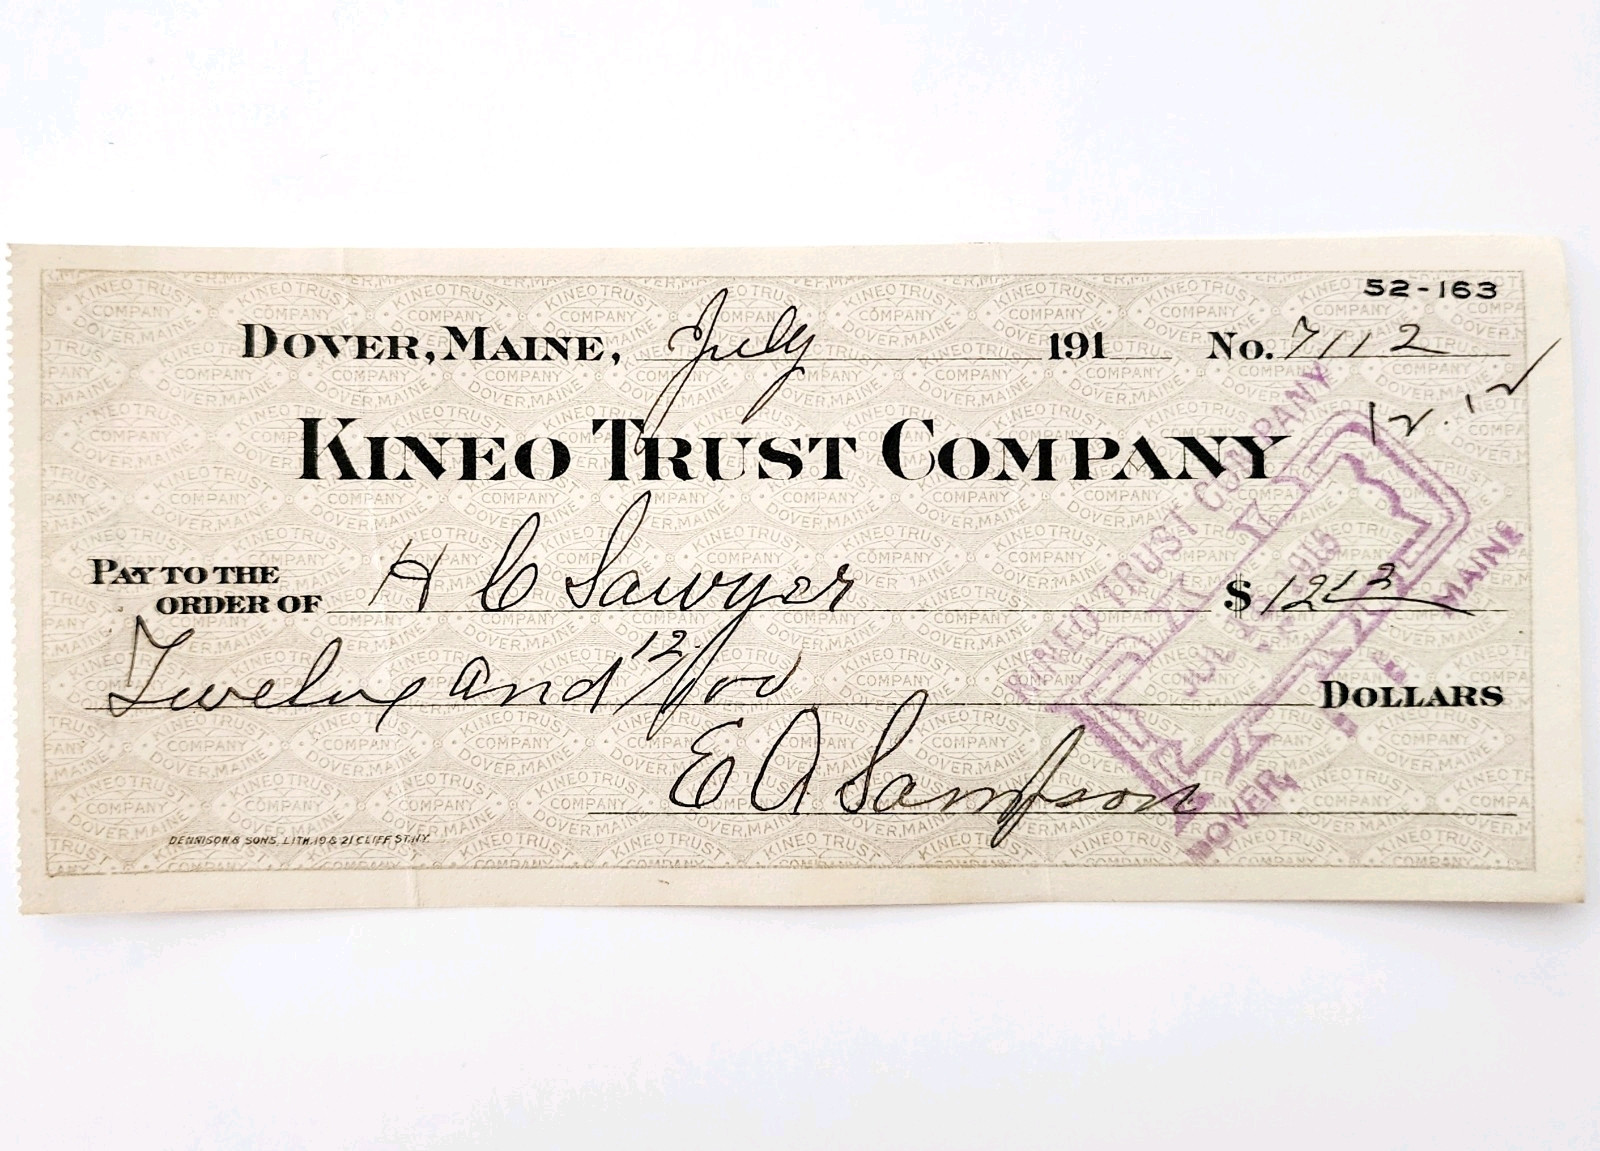 52-163
DOVER, MAINE, July 191 No. 7112
12.12
KINEO TRUST COMPANY
PAY TO THE
ORDER OF H C Sawyer $ 12 12
Twelve and 12/100 DOLLARS
E A Sampson
DENNISON & SONS. LITH. 19 & 21 CLIFF ST. N.Y.
KINEO TRUST COMPANY
PAID
DOVER, MAINE